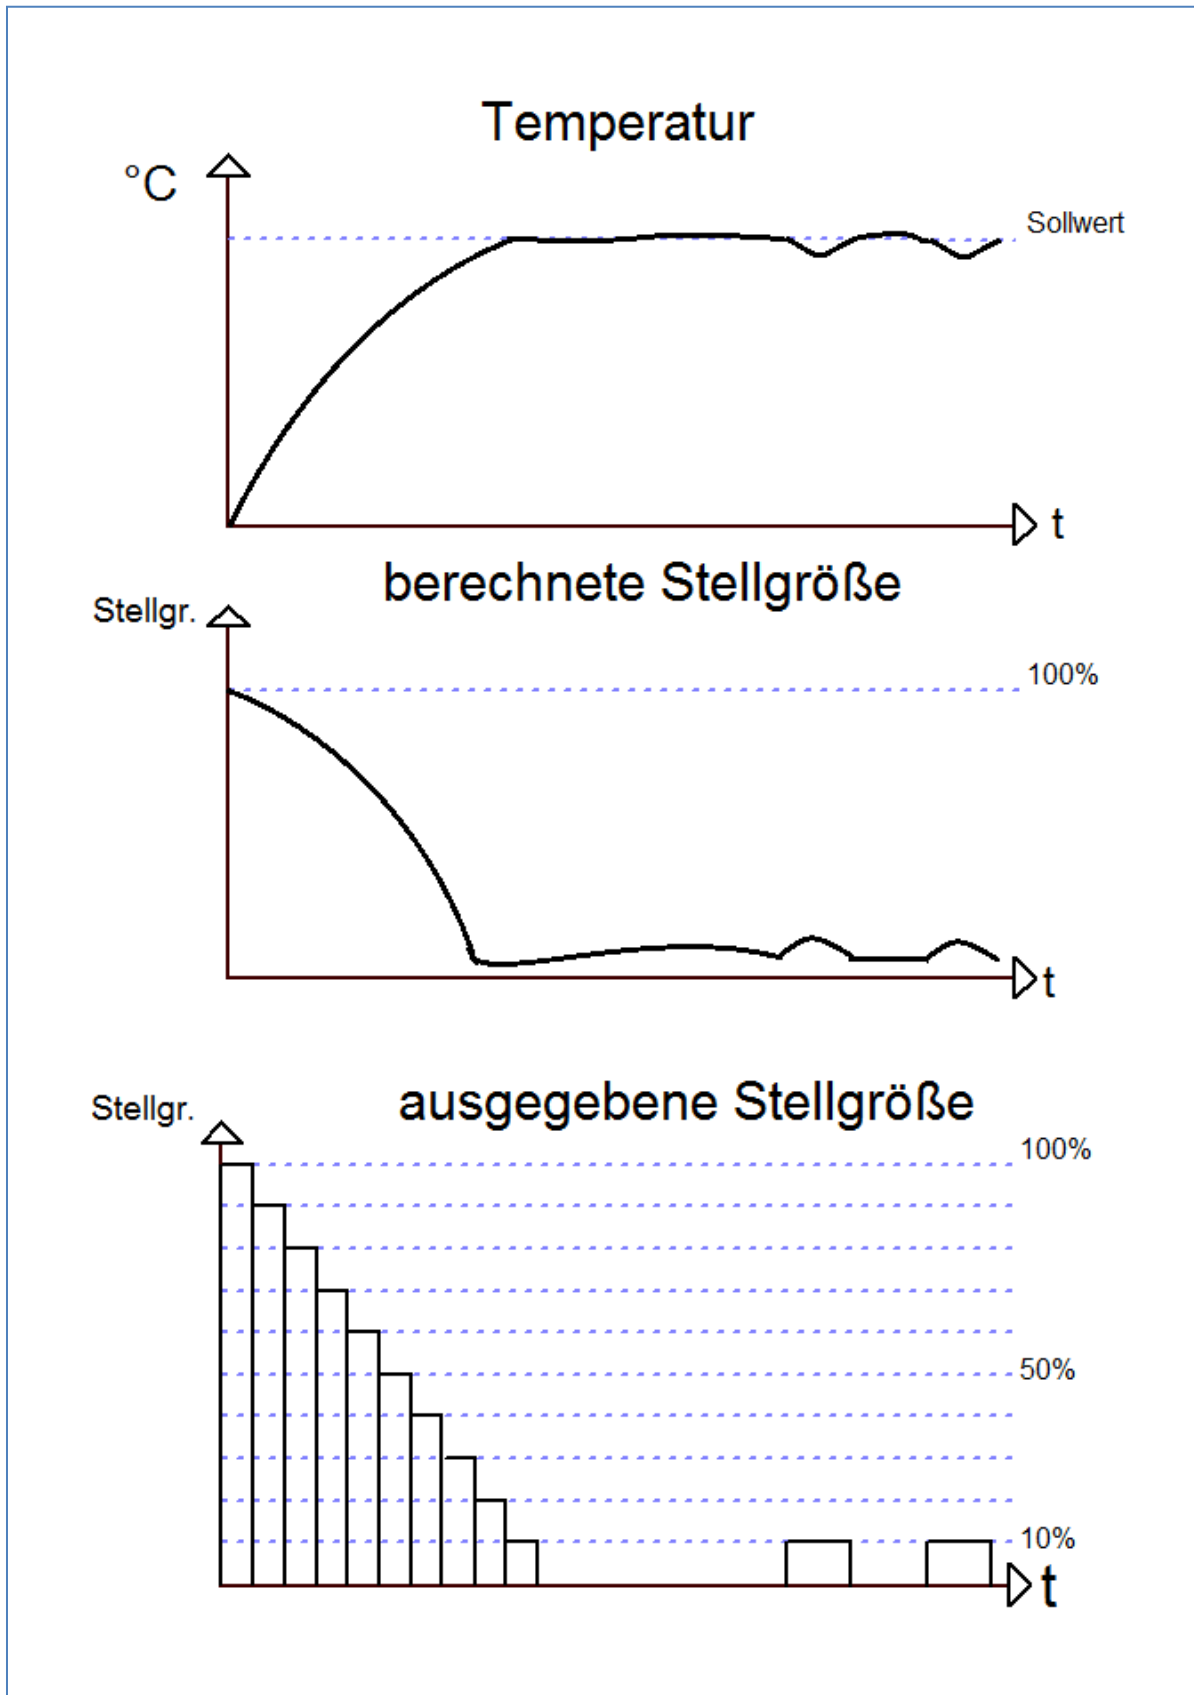 Temperatur
°C
Sollwert
t
berechnete Stellgröße
Stellgr.
100%
t
ausgegebene Stellgröße
Stellgr.
100%
50%
10%
t